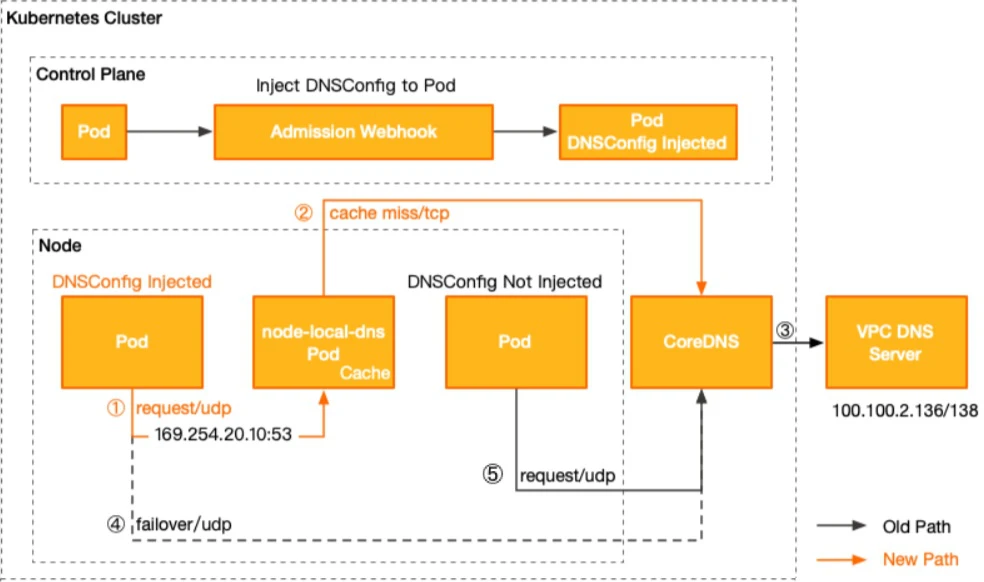 Kubernetes Cluster
Control Plane
Inject DNSConfig to Pod
Pod
Admission Webhook
Pod
DNSConfig Injected
② cache miss/tcp
Node
DNSConfig Injected
DNSConfig Not Injected
Pod
node-local-dns
Pod
Cache
Pod
CoreDNS
③
VPC DNS
Server
100.100.2.136/138
① request/udp
169.254.20.10:53
⑤ request/udp
④ failover/udp
Old Path
New Path